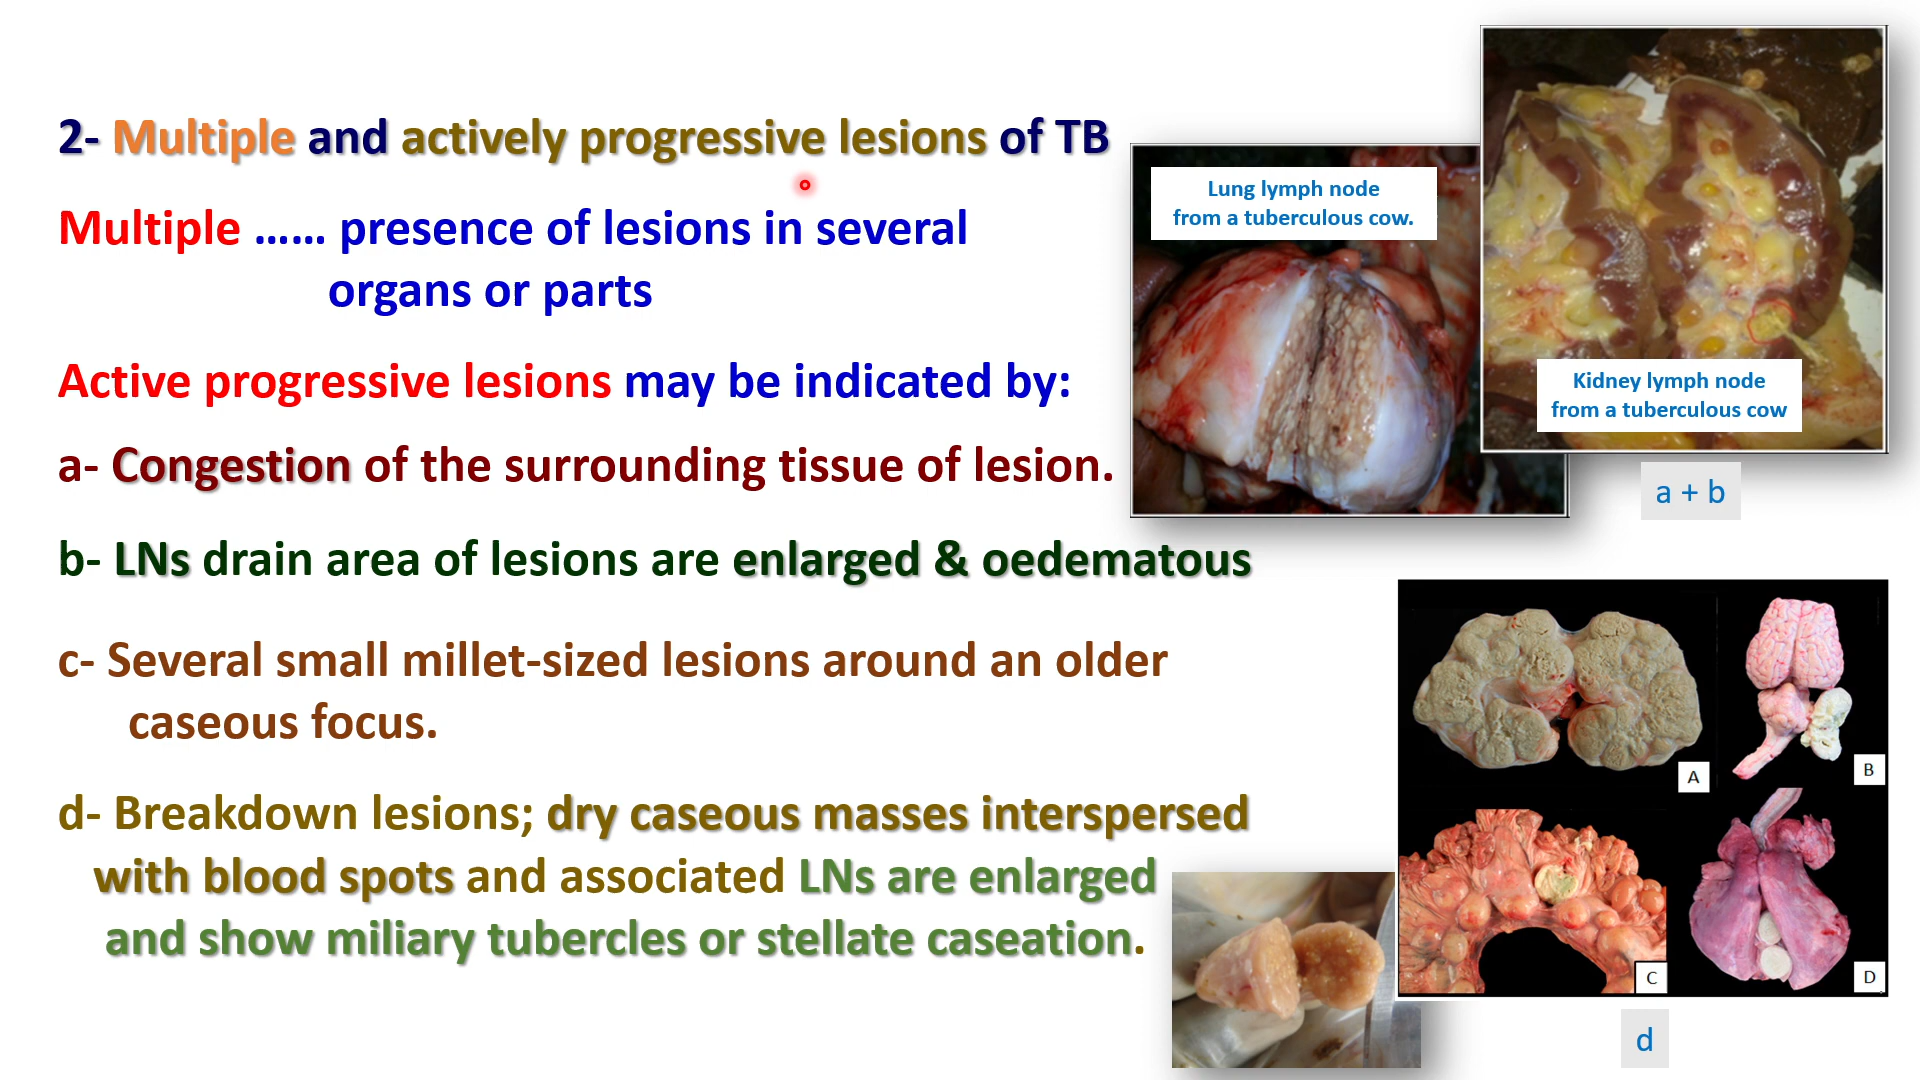 2- Multiple and actively progressive lesions of TB
Multiple …… presence of lesions in several
organs or parts
Active progressive lesions may be indicated by:
a- Congestion of the surrounding tissue of lesion.
b- LNs drain area of lesions are enlarged & oedematous
c- Several small millet-sized lesions around an older
caseous focus.
d- Breakdown lesions; dry caseous masses interspersed
with blood spots and associated LNs are enlarged
and show miliary tubercles or stellate caseation.
Lung lymph node
from a tuberculous cow.
Kidney lymph node
from a tuberculous cow
a + b
A
B
C
D
d